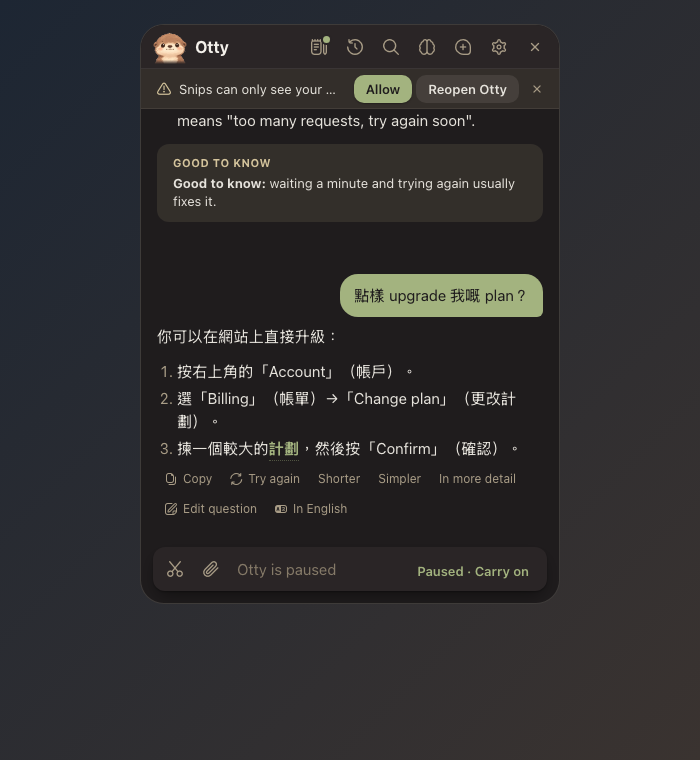 Otty
Snips can only see your ...
Allow
Reopen Otty
means "too many requests, try again soon".
GOOD TO KNOW
Good to know: waiting a minute and trying again usually
fixes it.
點樣 upgrade 我嘅 plan？
你可以在網站上直接升級：
1. 按右上角的「Account」（帳戶）。
2. 選「Billing」（帳單）→「Change plan」（更改計
劃）。
3. 揀一個較大的計劃，然後按「Confirm」（確認）。
Copy
Try again
Shorter
Simpler
In more detail
Edit question
In English
Otty is paused
Paused · Carry on